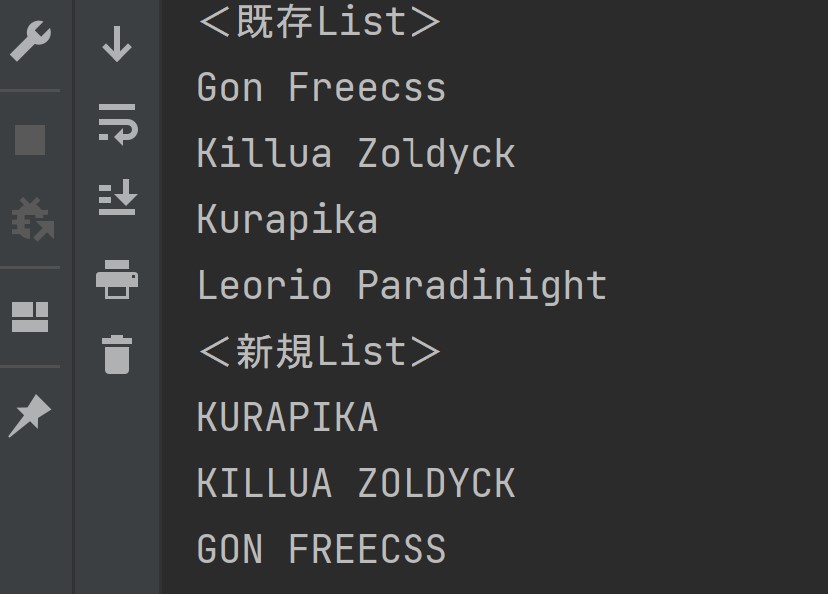 ＜既存List＞
Gon Freecss
Killua Zoldyck
Kurapika
Leorio Paradinight
＜新規List＞
KURAPIKA
KILLUA ZOLDYCK
GON FREECSS